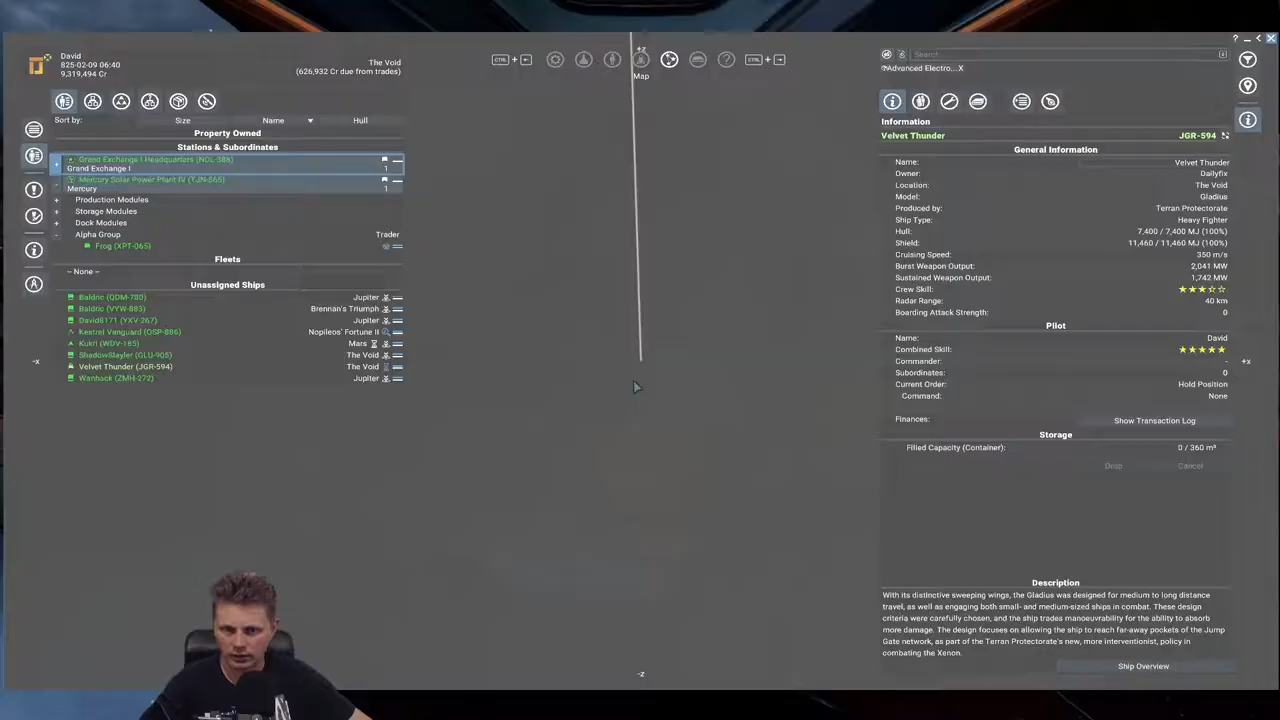 David
825-02-09 06:40
9,319,494 Cr
The Void
(626,932 Cr due from trades)
Sort by: Size Name Hull
Property Owned
Stations & Subordinates
Grand Exchange I Headquarters (NDL-388)
Grand Exchange I 1
Mercury Solar Power Plant IV (TJN-565)
Mercury 1
Production Modules
Storage Modules
Dock Modules
Alpha Group Trader
Frog (XPT-065)
Fleets
-- None --
Unassigned Ships
Baldric (QDM-780) Jupiter
Baldric (VYW-883) Brennan's Triumph
David8171 (YXV-267) Jupiter
Kestrel Vanguard (OSP-886) Nopileos' Fortune II
Kukri (WDV-185) Mars
ShadowSlayler (GLU-905) The Void
Velvet Thunder (JGR-594) The Void
Wanhack (ZMH-272) Jupiter
-x
CTRL +
CTRL +
+z
Map
+x
-z
? 
Search
Advanced Electro...X
Information
Velvet Thunder JGR-594
General Information
Name: Velvet Thunder
Owner: Dailyfix
Location: The Void
Model: Gladius
Produced by: Terran Protectorate
Ship Type: Heavy Fighter
Hull: 7,400 / 7,400 MJ (100%)
Shield: 11,460 / 11,460 MJ (100%)
Cruising Speed: 350 m/s
Burst Weapon Output: 2,041 MW
Sustained Weapon Output: 1,742 MW
Crew Skill: ★★★☆☆
Radar Range: 40 km
Boarding Attack Strength: 0
Pilot
Name: David
Combined Skill: ★★★★★
Commander: -
Subordinates: 0
Current Order: Hold Position
Command: None
Finances: Show Transaction Log
Storage
Filled Capacity (Container): 0 / 360 m³
Drop Cancel
Description
With its distinctive sweeping wings, the Gladius was designed for medium to long distance
travel, as well as engaging both small- and medium-sized ships in combat. These design
criteria were carefully chosen, and the ship trades manoeuvrability for the ability to absorb
more damage. The design focuses on allowing the ship to reach far-away pockets of the Jump
Gate network, as part of the Terran Protectorate's new, more interventionist, policy in
combating the Xenon.
Ship Overview